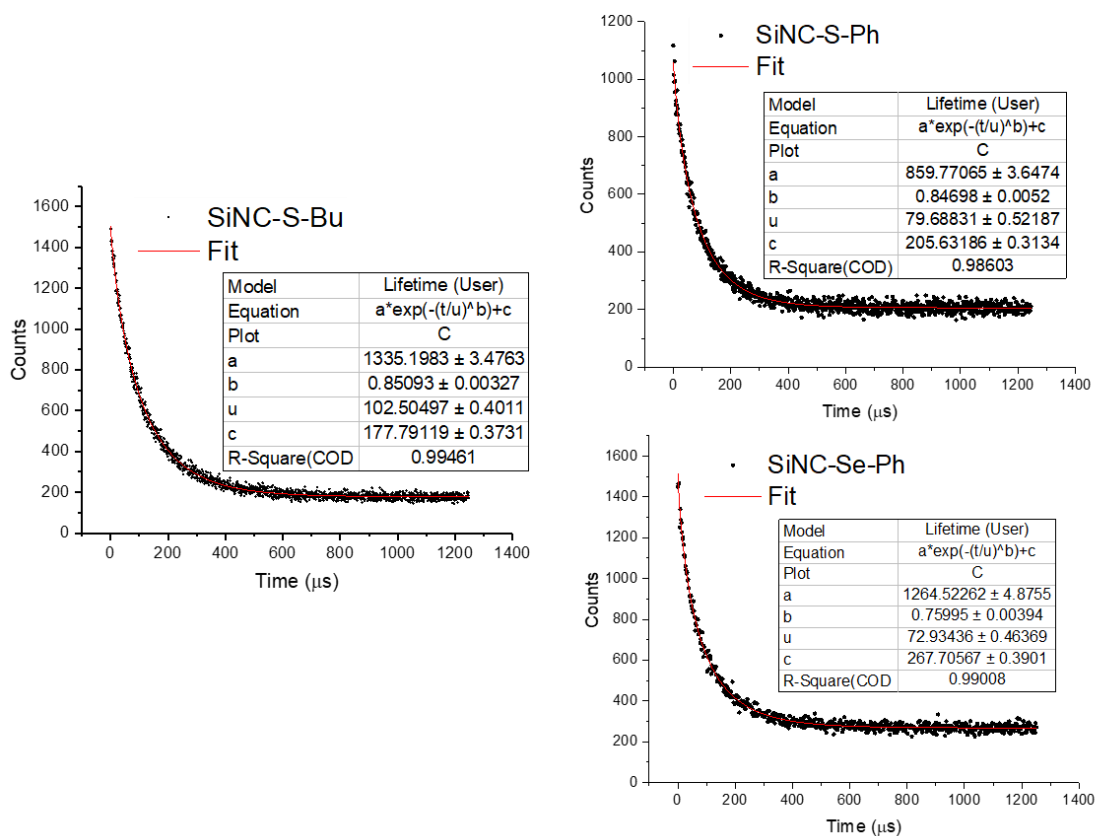 SiNC-S-Bu
Fit
Model Lifetime (User)
Equation a*exp(-(t/u)^b)+c
Plot C
a 1335.1983 ± 3.4763
b 0.85093 ± 0.00327
u 102.50497 ± 0.4011
c 177.79119 ± 0.3731
R-Square(COD 0.99461
Counts
1600
1400
1200
1000
800
600
400
200
0
0 200 400 600 800 1000 1200 1400
Time (μs)
SiNC-S-Ph
Fit
Model Lifetime (User)
Equation a*exp(-(t/u)^b)+c
Plot C
a 859.77065 ± 3.6474
b 0.84698 ± 0.0052
u 79.68831 ± 0.52187
c 205.63186 ± 0.3134
R-Square(COD) 0.98603
Counts
1200
1000
800
600
400
200
0
0 200 400 600 800 1000 1200 1400
Time (μs)
SiNC-Se-Ph
Fit
Model Lifetime (User)
Equation a*exp(-(t/u)^b)+c
Plot C
a 1264.52262 ± 4.8755
b 0.75995 ± 0.00394
u 72.93436 ± 0.46369
c 267.70567 ± 0.3901
R-Square(COD 0.99008
Counts
1600
1400
1200
1000
800
600
400
200
0
0 200 400 600 800 1000 1200 1400
Time (μs)